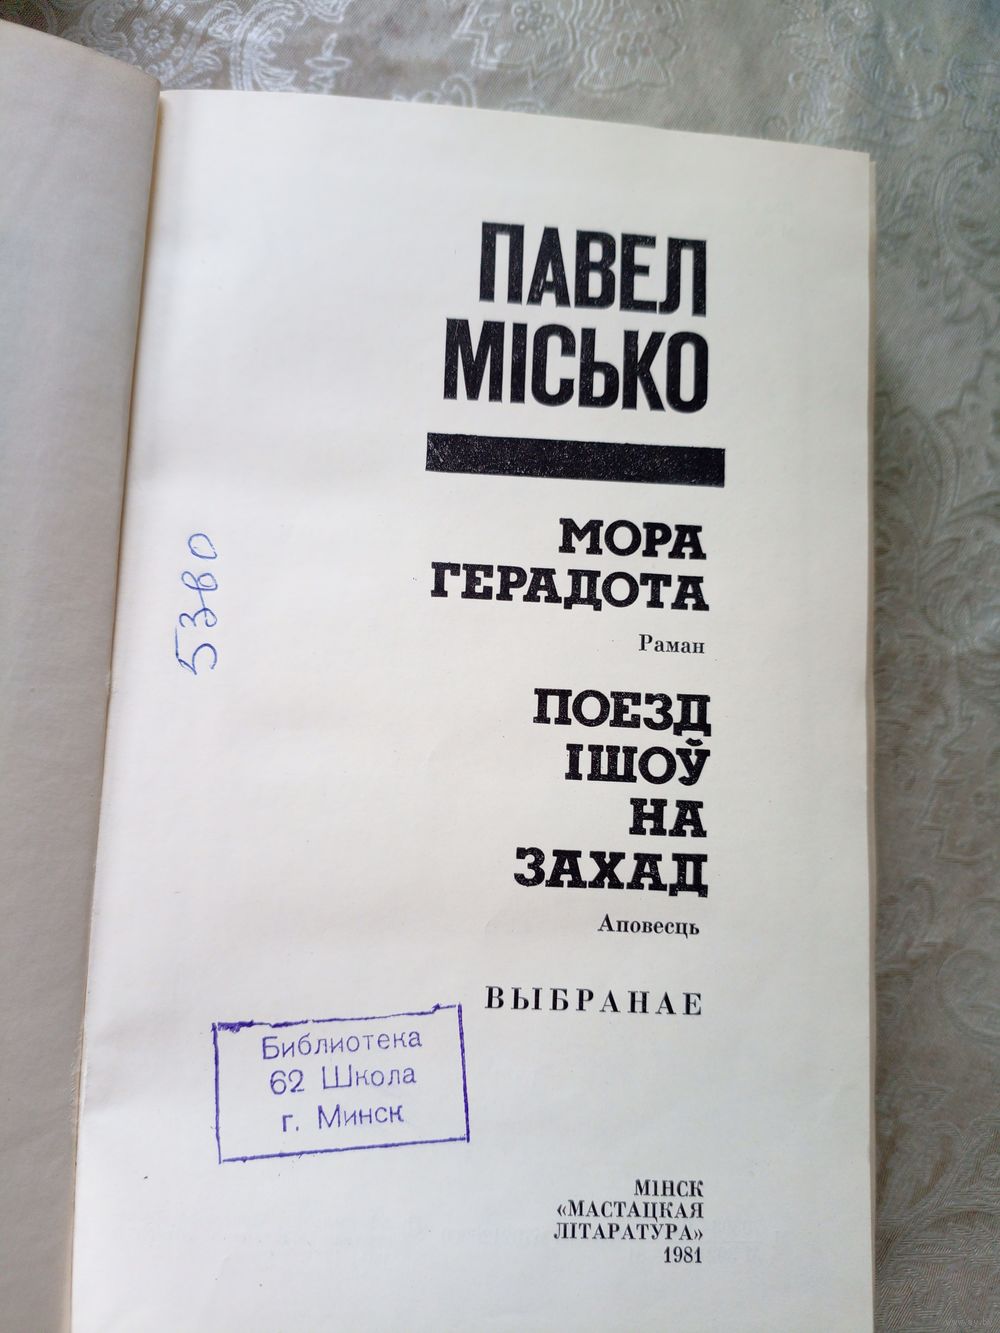 ПАВЕЛ
МІСЬКО
МОРА
ГЕРАДОТА
Раман
ПОЕЗД
ІШОЎ
НА
ЗАХАД
Аповесць
ВЫБРАНАЕ
5380
Библиотека
62 Школа
г. Минск
МІНСК
«МАСТАЦКАЯ
ЛІТАРАТУРА»
1981